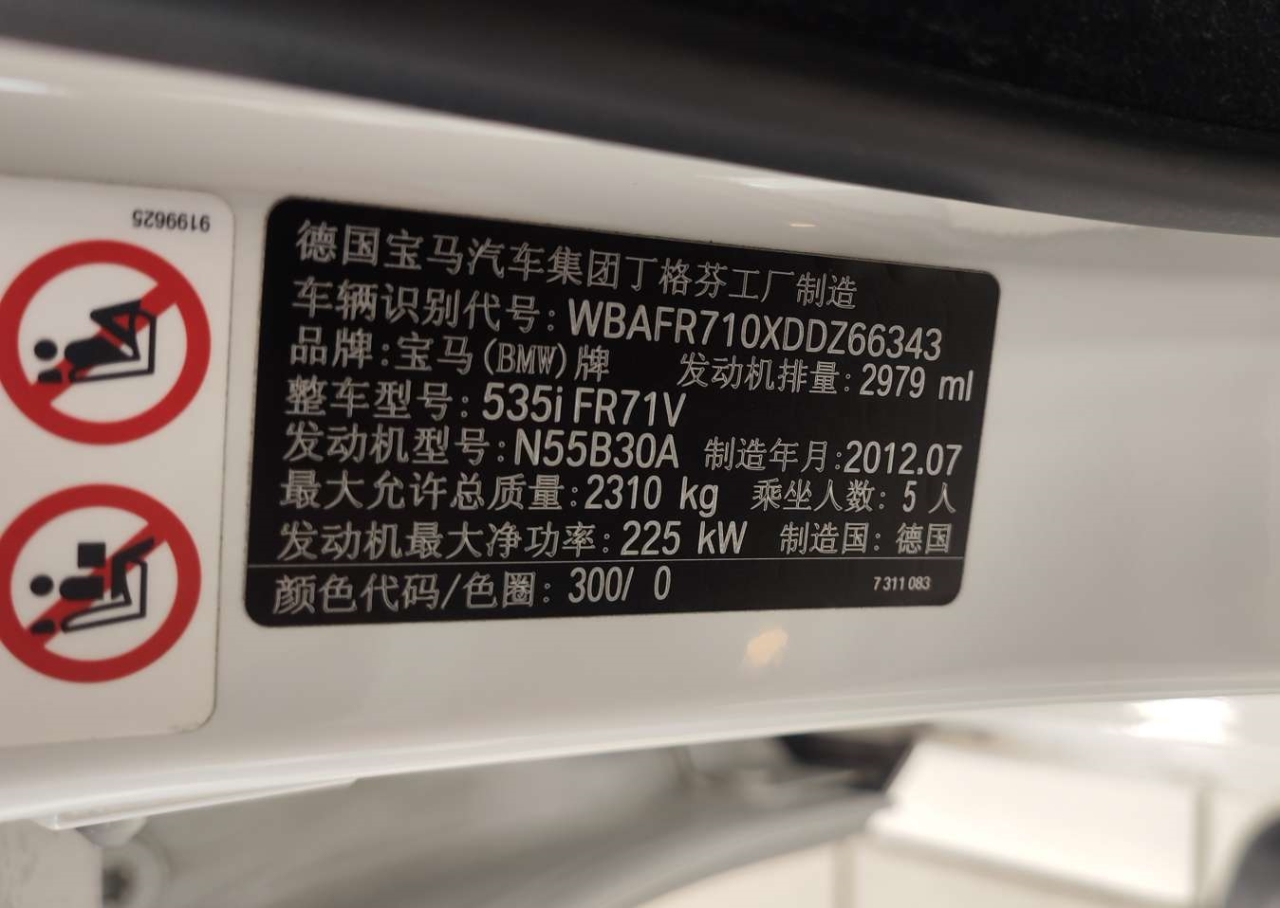 9199625
德国宝马汽车集团丁格芬工厂制造
车辆识别代号:WBAFR710XDDZ66343
品牌:宝马(BMW)牌 发动机排量:2979 ml
整车型号:535i FR71V
发动机型号:N55B30A 制造年月:2012.07
最大允许总质量:2310 kg 乘坐人数: 5 人
发动机最大净功率:225 kW 制造国: 德国
颜色代码/色圈: 300/ 0 7 311 083